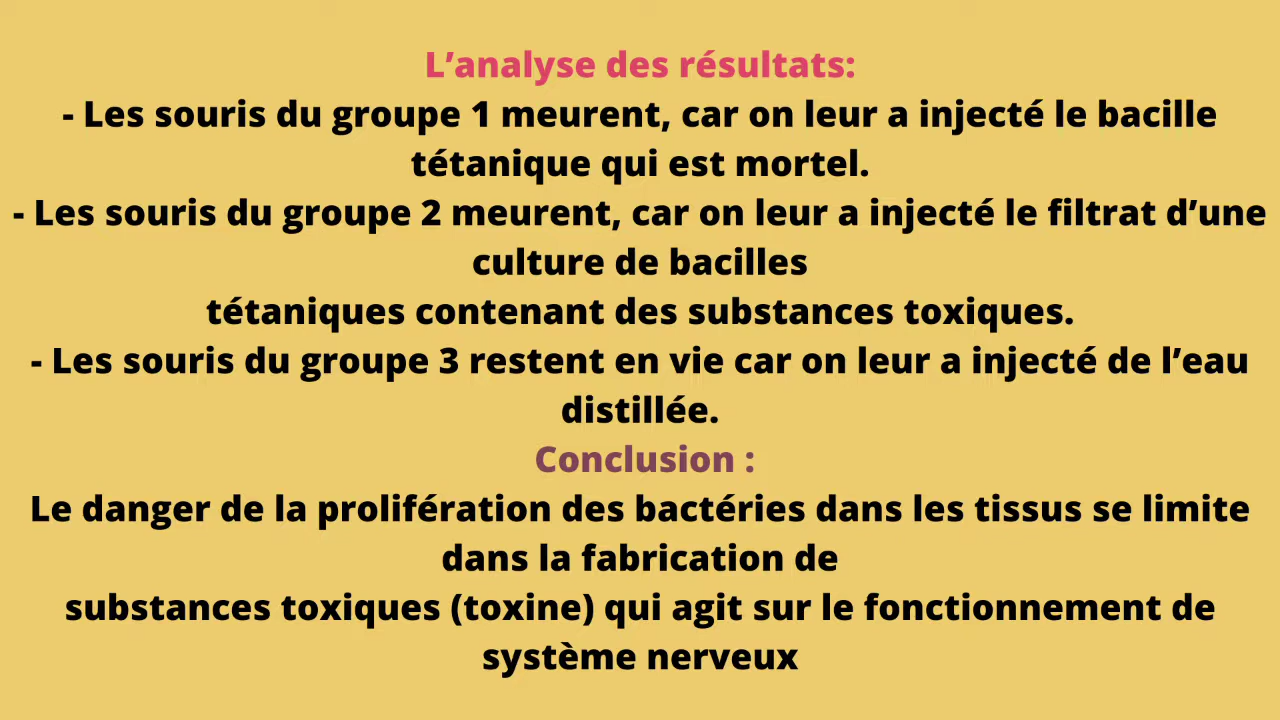 L’analyse des résultats:
- Les souris du groupe 1 meurent, car on leur a injecté le bacille
tétanique qui est mortel.
- Les souris du groupe 2 meurent, car on leur a injecté le filtrat d’une
culture de bacilles
tétaniques contenant des substances toxiques.
- Les souris du groupe 3 restent en vie car on leur a injecté de l’eau
distillée.
Conclusion :
Le danger de la prolifération des bactéries dans les tissus se limite
dans la fabrication de
substances toxiques (toxine) qui agit sur le fonctionnement de
système nerveux